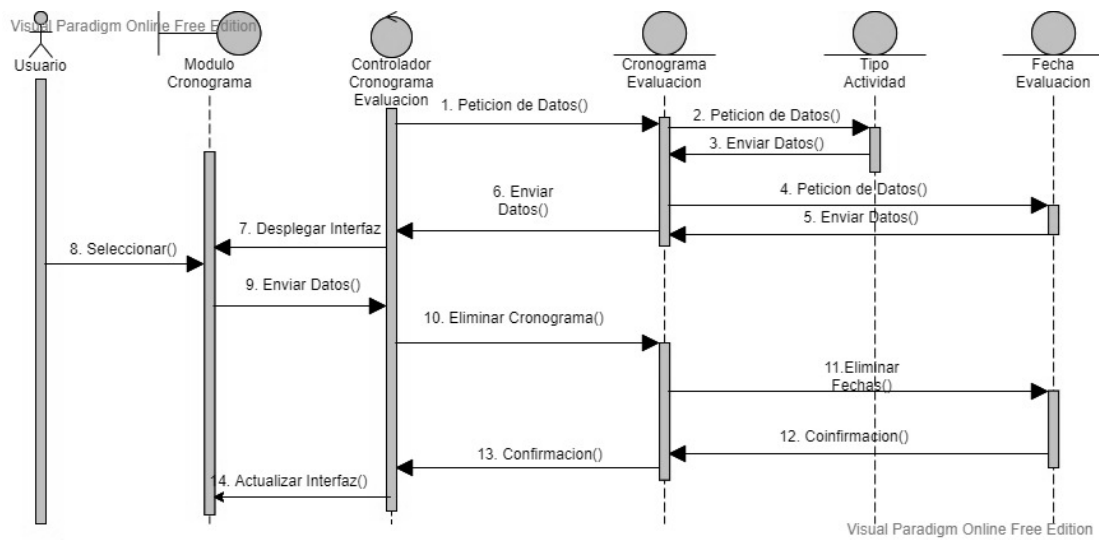 Visual Paradigm Online Free Edition
Usuario
Modulo
Cronograma
Controlador
Cronograma
Evaluacion
Cronograma
Evaluacion
Tipo
Actividad
Fecha
Evaluacion
1. Peticion de Datos()
2. Peticion de Datos()
3. Enviar Datos()
4. Peticion de Datos()
5. Enviar Datos()
6. Enviar
Datos()
7. Desplegar Interfaz
8. Seleccionar()
9. Enviar Datos()
10. Eliminar Cronograma()
11.Eliminar
Fechas()
12. Coinfirmacion()
13. Confirmacion()
14. Actualizar Interfaz()
Visual Paradigm Online Free Edition